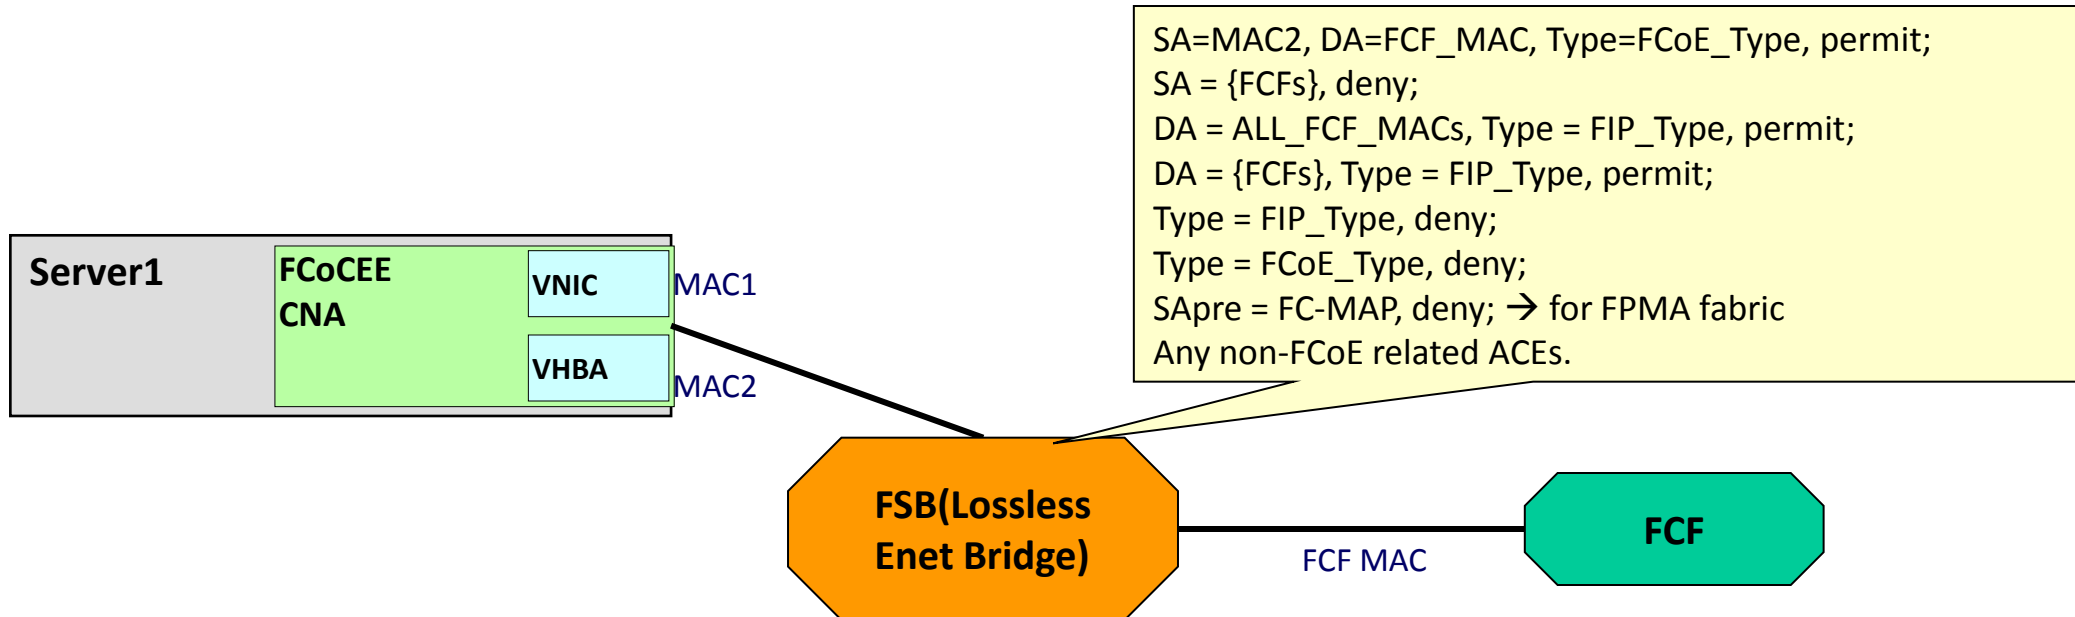 SA=MAC2, DA=FCF_MAC, Type=FCoE_Type, permit;
SA = {FCFs}, deny;
DA = ALL_FCF_MACs, Type = FIP_Type, permit;
DA = {FCFs}, Type = FIP_Type, permit;
Type = FIP_Type, deny;
Type = FCoE_Type, deny;
SApre = FC-MAP, deny; → for FPMA fabric
Any non-FCoE related ACEs.
Server1
FCoCEE
CNA
VNIC
MAC1
VHBA
MAC2
FSB(Lossless
Enet Bridge)
FCF MAC
FCF